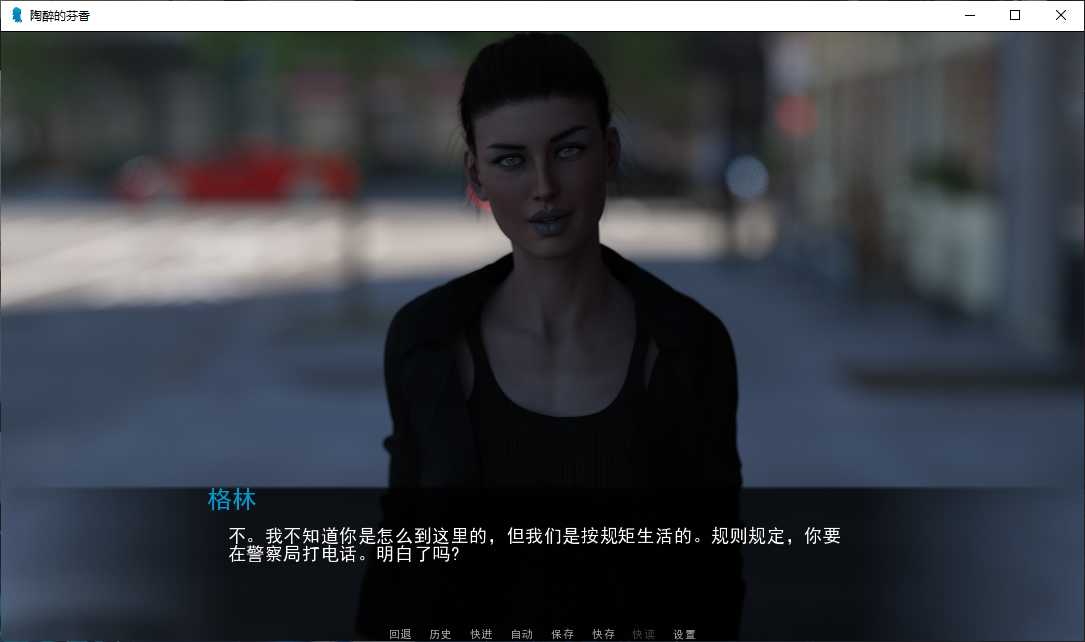 陶醉的芬香
格林
不。我不知道你是怎么到这里的，但我们是按规矩生活的。规则规定，你要
在警察局打电话。明白了吗？
回退 历史 快进 自动 保存 快存 快读 设置